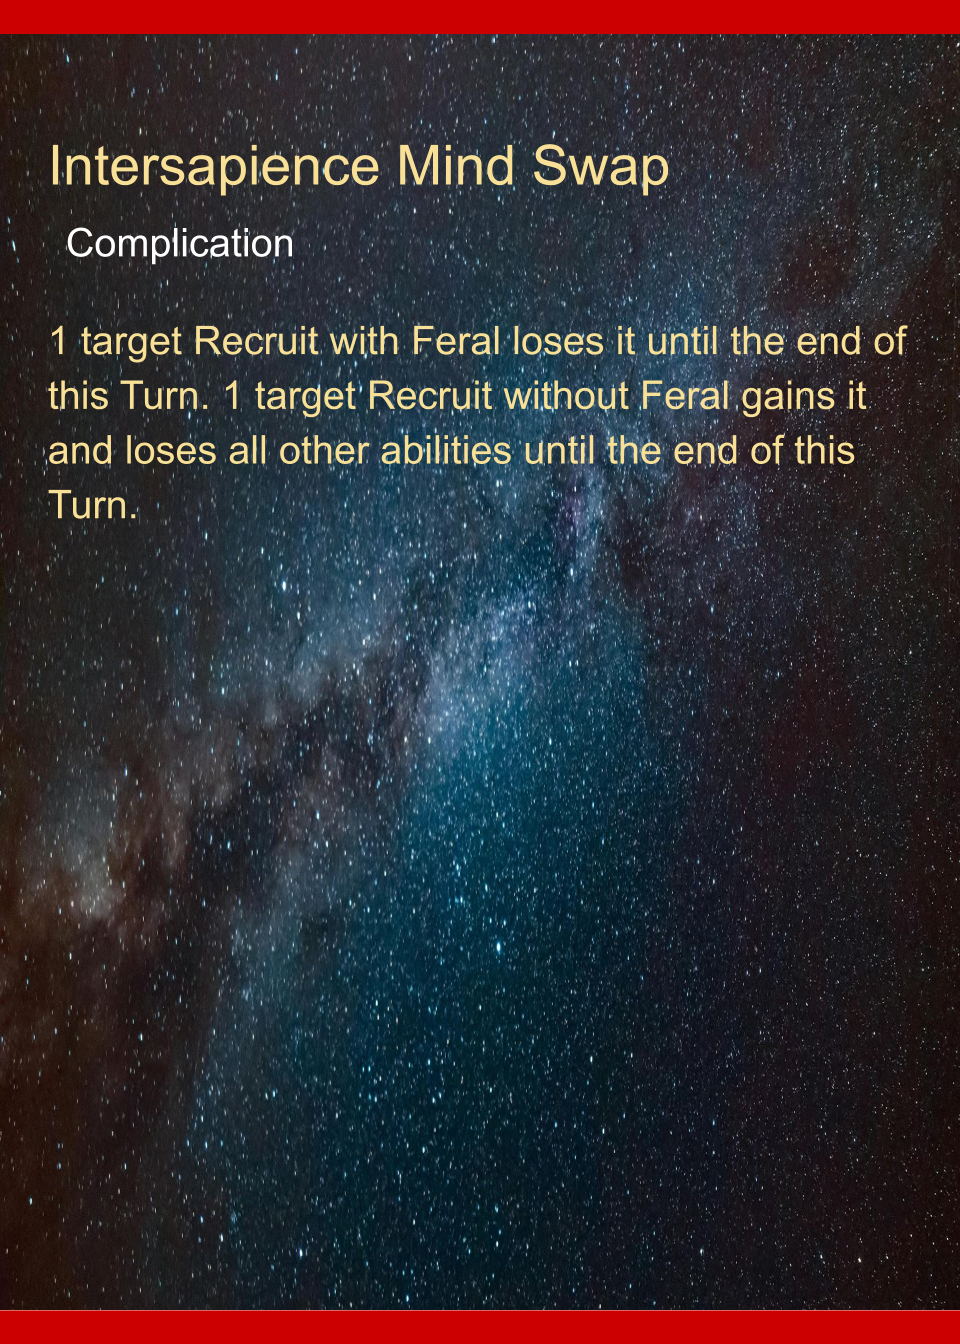 Intersapience Mind Swap
Complication
1 target Recruit with Feral loses it until the end of
this Turn. 1 target Recruit without Feral gains it
and loses all other abilities until the end of this
Turn.